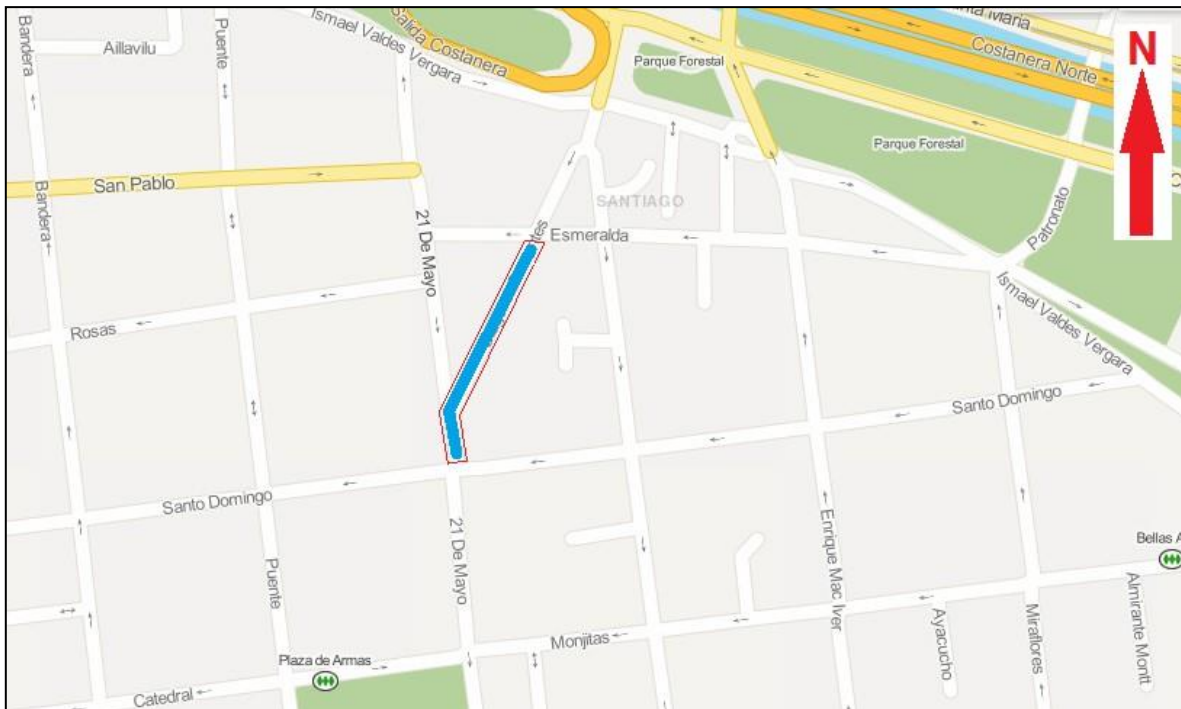 Bandera
Aillavilu
Puente
Ismael Valdes Vergara
Salida Costanera
Maria
Costanera Norte
N
Parque Forestal
Parque Forestal
San Pablo
Bandera
21 De Mayo
SANTIAGO
Esmeralda
Patronato
Rosas
Ismael Valdes Vergara
Santo Domingo
Santo Domingo
Puente
21 De Mayo
Enrique Mac Iver
Bellas A
Miraflores
Almirante Montt
Ayacucho
Monjitas
Plaza de Armas
Catedral